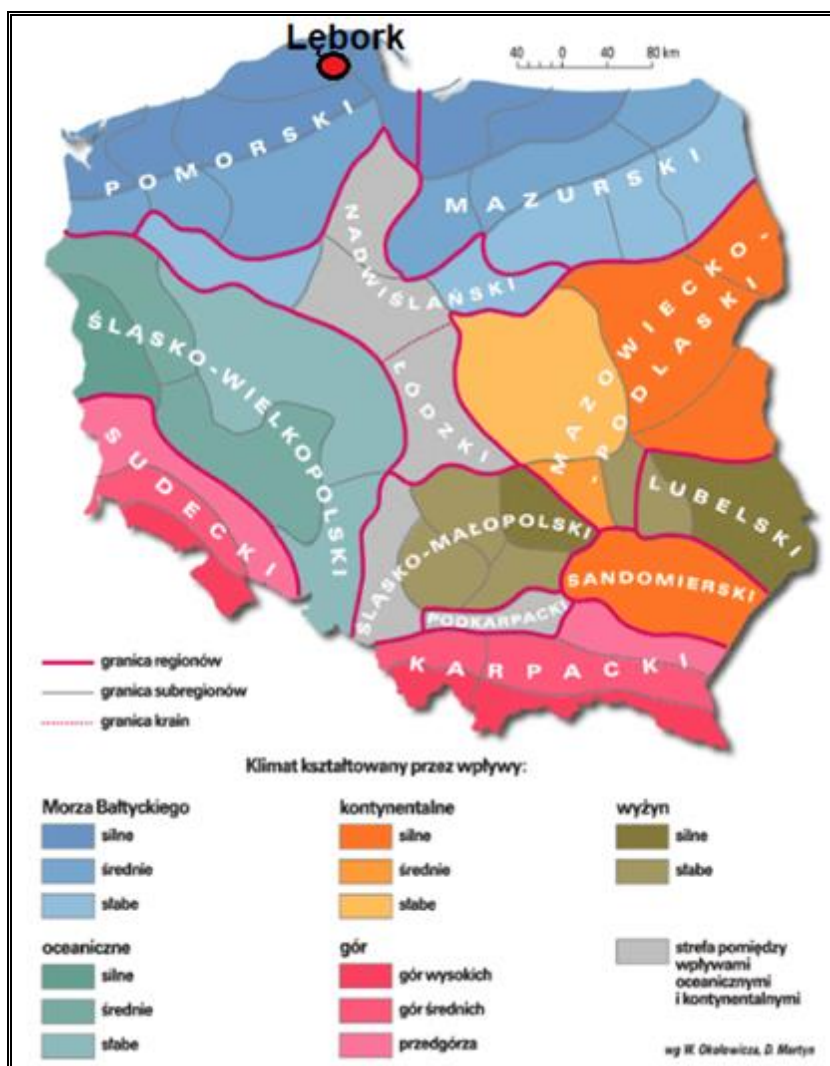 Lębork
40 0 40 80 km
POMORSKI
MAZURSKI
NADWIŚLAŃSKI
MAZOWIECKO-
-PODLASKI
ŚLĄSKO-WIELKOPOLSKI
ŁÓDZKI
SUDECKI
LUBELSKI
ŚLĄSKO-MAŁOPOLSKI
SANDOMIERSKI
PODKARPACKI
KARPACKI
granica regionów
granica subregionów
granica krain
Klimat kształtowany przez wpływy:
Morza Bałtyckiego
silne
średnie
słabe
kontynentalne
silne
średnie
słabe
wyżyn
silne
słabe
oceaniczne
silne
średnie
słabe
gór
gór wysokich
gór średnich
przedgórza
strefa pomiędzy
wpływami
oceanicznymi
i kontynentalnymi
wg W. Okołowicza, D. Martyn